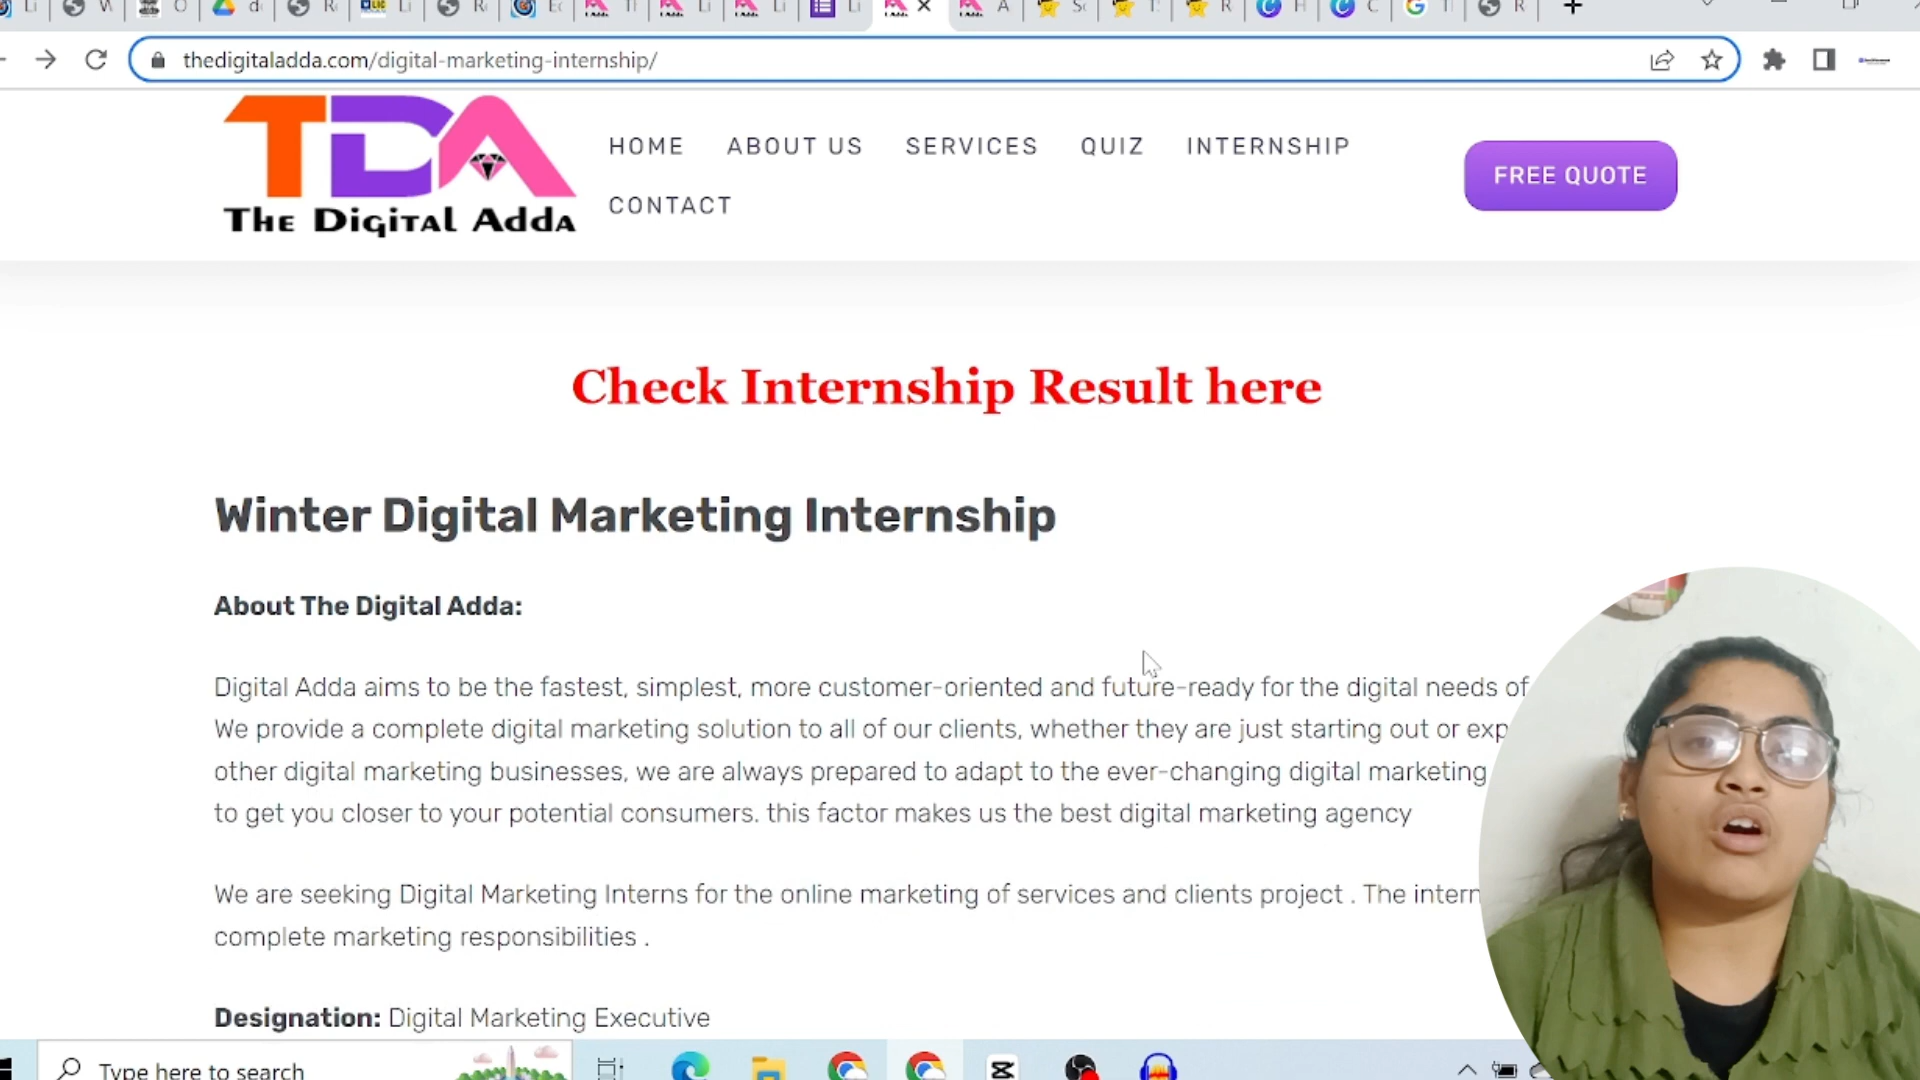 thedigitaladda.com/digital-marketing-internship/
TDA
The Digital Adda
HOME ABOUT US SERVICES QUIZ INTERNSHIP
CONTACT
FREE QUOTE
Check Internship Result here
Winter Digital Marketing Internship
About The Digital Adda:
Digital Adda aims to be the fastest, simplest, more customer-oriented and future-ready for the digital needs of
We provide a complete digital marketing solution to all of our clients, whether they are just starting out or exp
other digital marketing businesses, we are always prepared to adapt to the ever-changing digital marketing
to get you closer to your potential consumers. this factor makes us the best digital marketing agency
We are seeking Digital Marketing Interns for the online marketing of services and clients project . The intern
complete marketing responsibilities .
Designation: Digital Marketing Executive
Type here to search